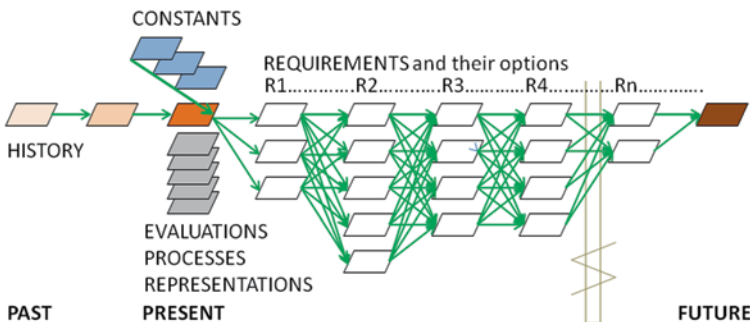 CONSTANTS
REQUIREMENTS and their options
R1.............R2.............R3.............R4.............Rn...............
HISTORY
EVALUATIONS
PROCESSES
REPRESENTATIONS
PAST PRESENT FUTURE